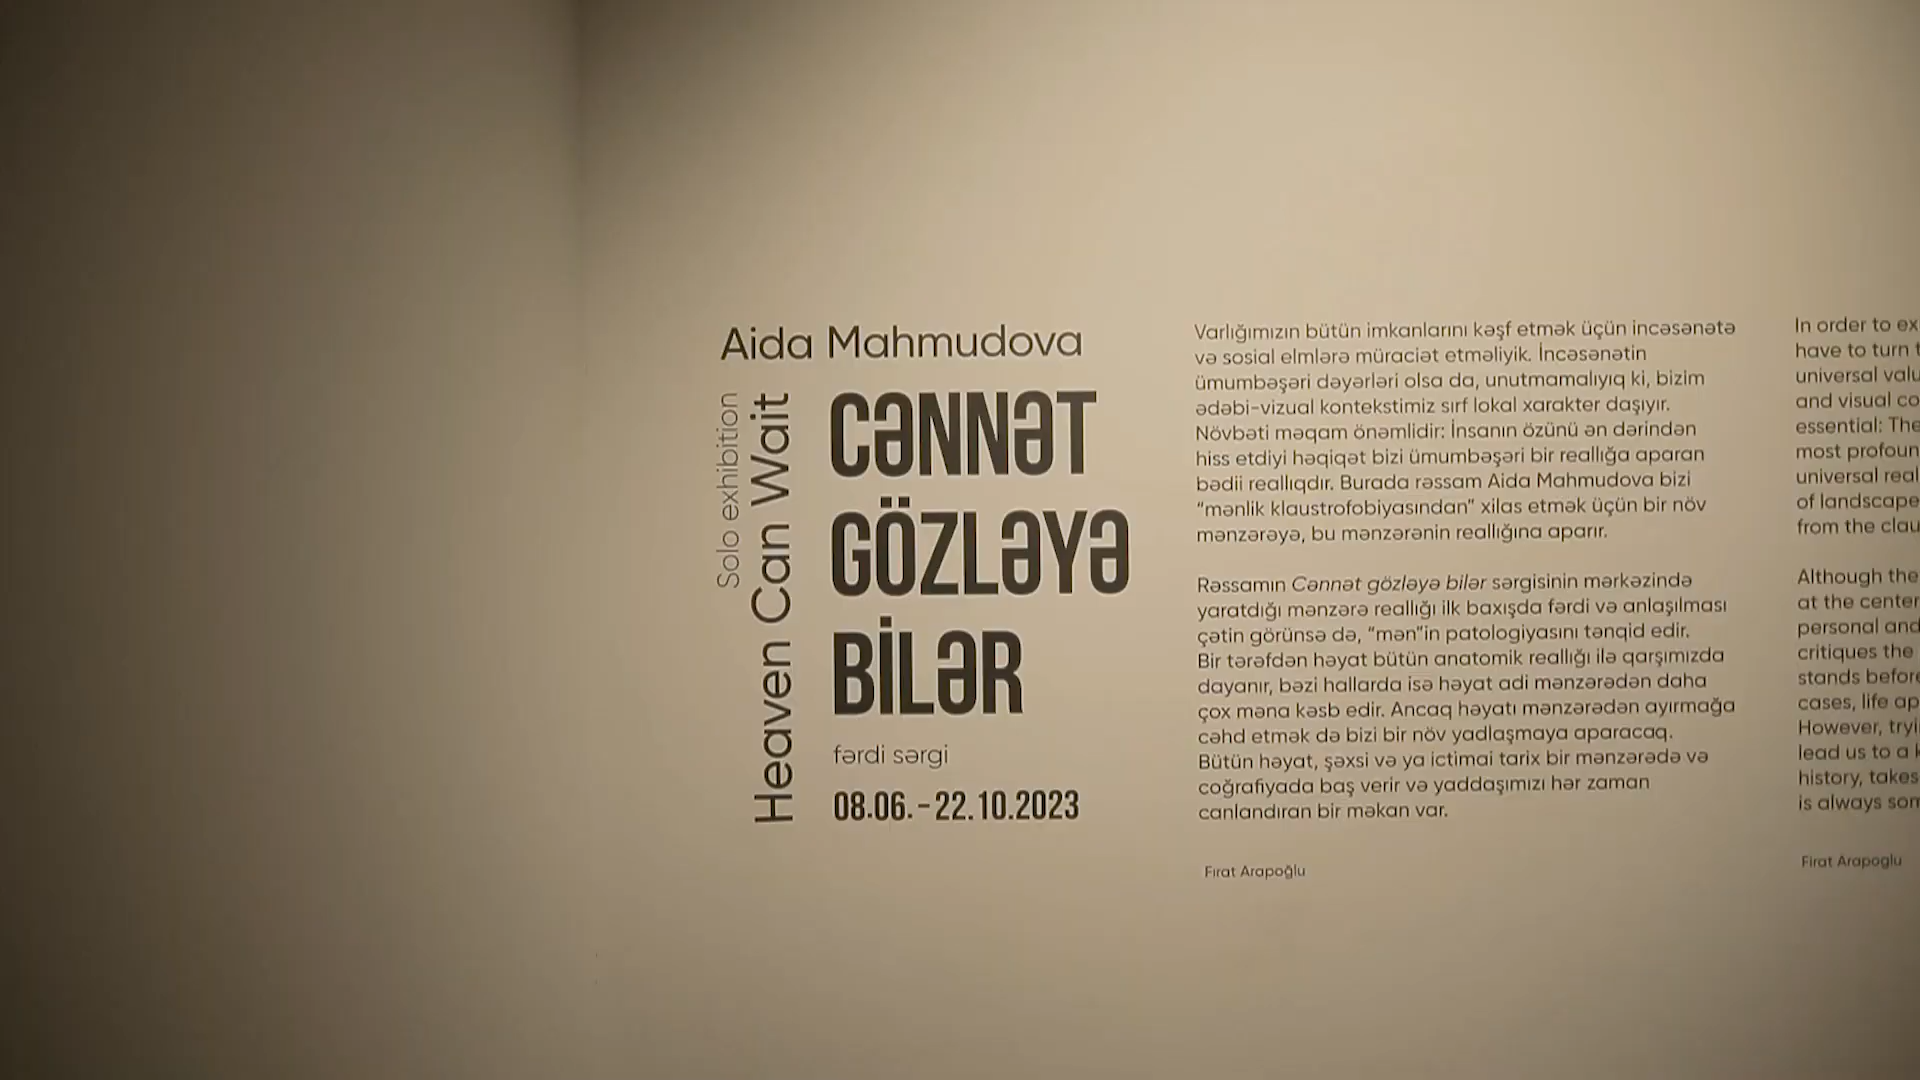 Aida Mahmudova
Solo exhibition
Heaven Can Wait
CƏNNƏT
GÖZLƏYƏ
BİLƏR
fərdi sərgi
08.06.-22.10.2023
Varlığımızın bütün imkanlarını kəşf etmək üçün incəsənətə
və sosial elmlərə müraciət etməliyik. İncəsənətin
ümumbəşəri dəyərləri olsa da, unutmamalıyıq ki, bizim
ədəbi-vizual kontekstimiz sırf lokal xarakter daşıyır.
Növbəti məqam önəmlidir: İnsanın özünü ən dərindən
hiss etdiyi həqiqət bizi ümumbəşəri bir reallığa aparan
bədii reallıqdır. Burada rəssam Aida Mahmudova bizi
“mənlik klaustrofobiyasından” xilas etmək üçün bir növ
mənzərəyə, bu mənzərənin reallığına aparır.
Rəssamın Cənnət gözləyə bilər sərgisinin mərkəzində
yaratdığı mənzərə reallığı ilk baxışda fərdi və anlaşılması
çətin görünsə də, “mən”in patologiyasını tənqid edir.
Bir tərəfdən həyat bütün anatomik reallığı ilə qarşımızda
dayanır, bəzi hallarda isə həyat adi mənzərədən daha
çox məna kəsb edir. Ancaq həyatı mənzərədən ayırmağa
cəhd etmək də bizi bir növ yadlaşmaya aparacaq.
Bütün həyat, şəxsi və ya ictimai tarix bir mənzərədə və
coğrafiyada baş verir və yaddaşımızı hər zaman
canlandıran bir məkan var.
Fırat Arapoğlu
In order to ex
have to turn t
universal valu
and visual co
essential: The
most profoun
universal real
of landscape
from the clau
Although the
at the center
personal and
critiques the
stands before
cases, life ap
However, tryi
lead us to a k
history, takes
is always som
Firat Arapoglu